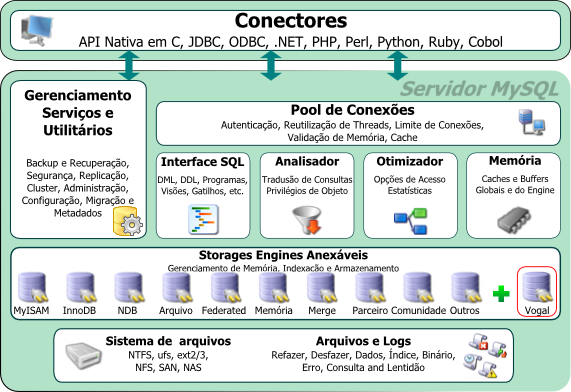 Conectores
API Nativa em C, JDBC, ODBC, .NET, PHP, Perl, Python, Ruby, Cobol
Servidor MySQL
Gerenciamento
Serviços e
Utilitários
Backup e Recuperação,
Segurança, Replicação,
Cluster, Administração,
Configuração, Migração e
Metadados
Pool de Conexões
Autenticação, Reutilização de Threads, Limite de Conexões,
Validação de Memória, Cache
Interface SQL
DML, DDL, Programas,
Visões, Gatilhos, etc.
Analisador
Tradução de Consultas
Privilégios de Objeto
Otimizador
Opções de Acesso
Estatísticas
Memória
Caches e Buffers
Globais e do Engine
Storages Engines Anexáveis
Gerenciamento de Memória, Indexação e Armazenamento
MyISAM
InnoDB
NDB
Arquivo
Federated
Memória
Merge
Parceiro
Comunidade
Outros
Vogal
Sistema de arquivos
NTFS, ufs, ext2/3,
NFS, SAN, NAS
Arquivos e Logs
Refazer, Desfazer, Dados, Índice, Binário,
Erro, Consulta and Lentidão